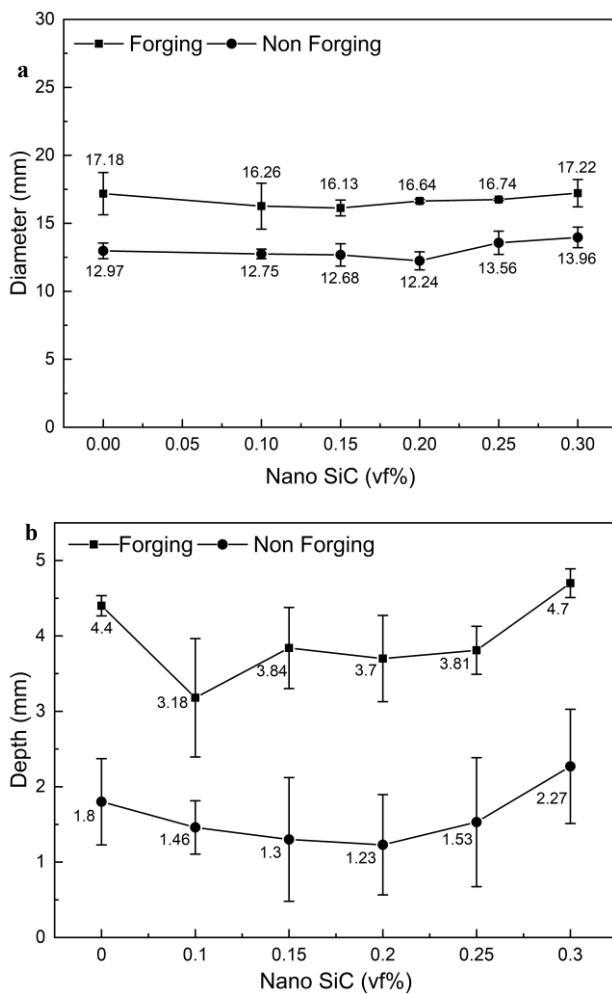 a
Forging Non Forging
Diameter (mm)
30
25
20
15
10
5
0
17.18 16.26 16.13 16.64 16.74 17.22
12.97 12.75 12.68 12.24 13.56 13.96
0.00 0.05 0.10 0.15 0.20 0.25 0.30
Nano SiC (vf%)
b
Forging Non Forging
Depth (mm)
5
4
3
2
1
0
4.4 3.18 3.84 3.7 3.81 4.7
1.8 1.46 1.3 1.23 1.53 2.27
0 0.1 0.15 0.2 0.25 0.3
Nano SiC (vf%)